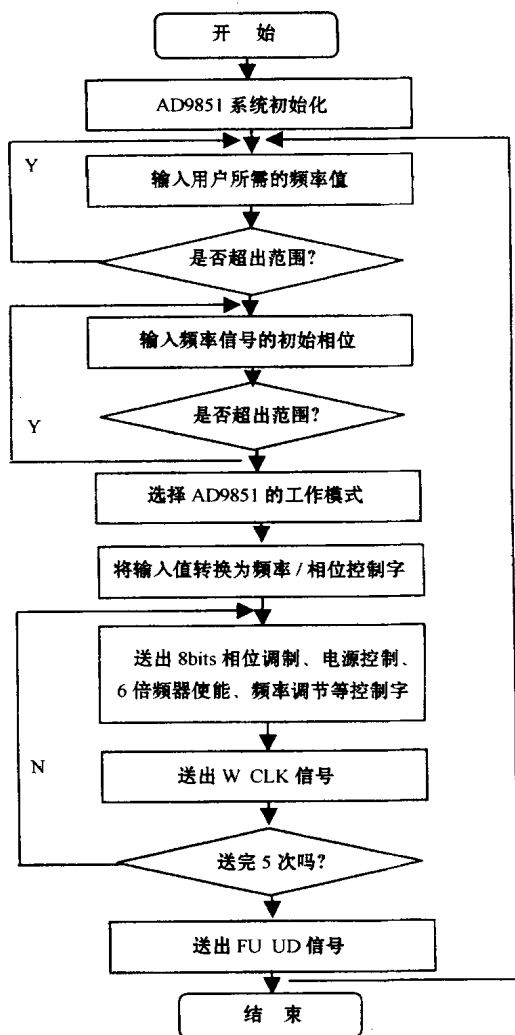 开 始
AD9851 系统初始化
Y
输入用户所需的频率值
是否超出范围?
输入频率信号的初始相位
是否超出范围?
Y
选择 AD9851 的工作模式
将输入值转换为频率 / 相位控制字
送出 8bits 相位调制、电源控制、
6 倍频器使能、频率调节等控制字
N
送出 W CLK 信号
送完 5 次吗?
送出 FU UD 信号
结 束